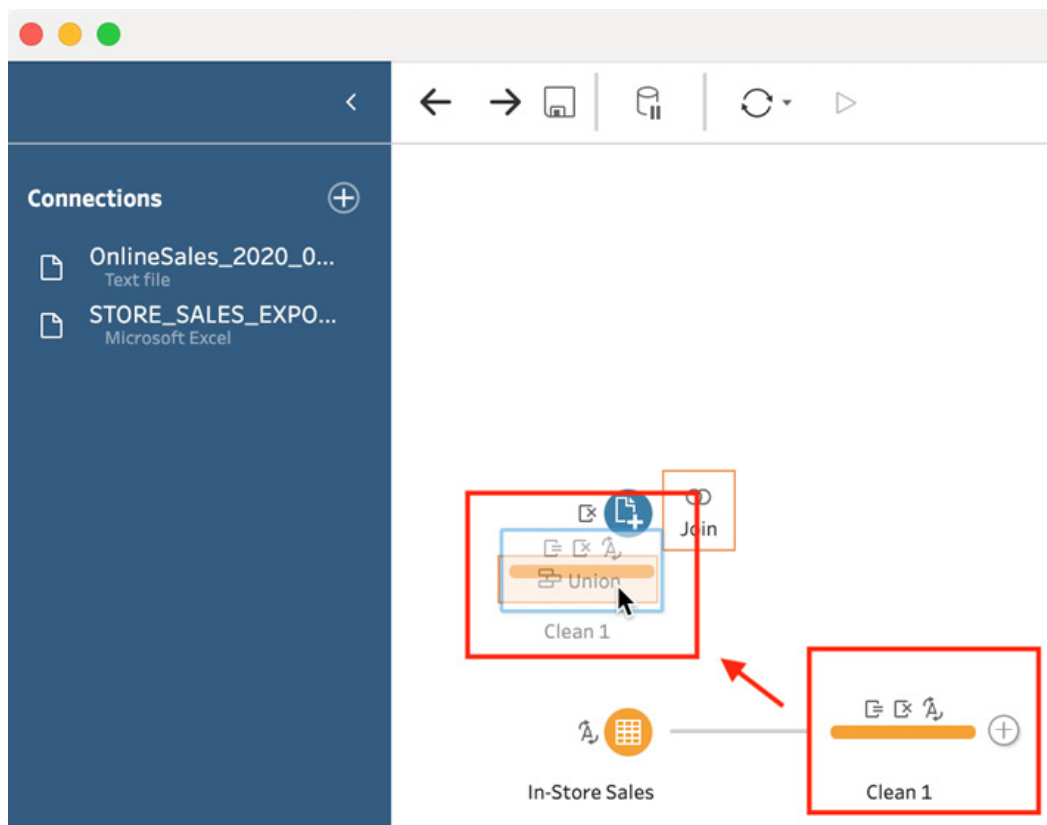 Connections
OnlineSales_2020_0...
Text file
STORE_SALES_EXPO...
Microsoft Excel
Join
Union
Clean 1
In-Store Sales
Clean 1